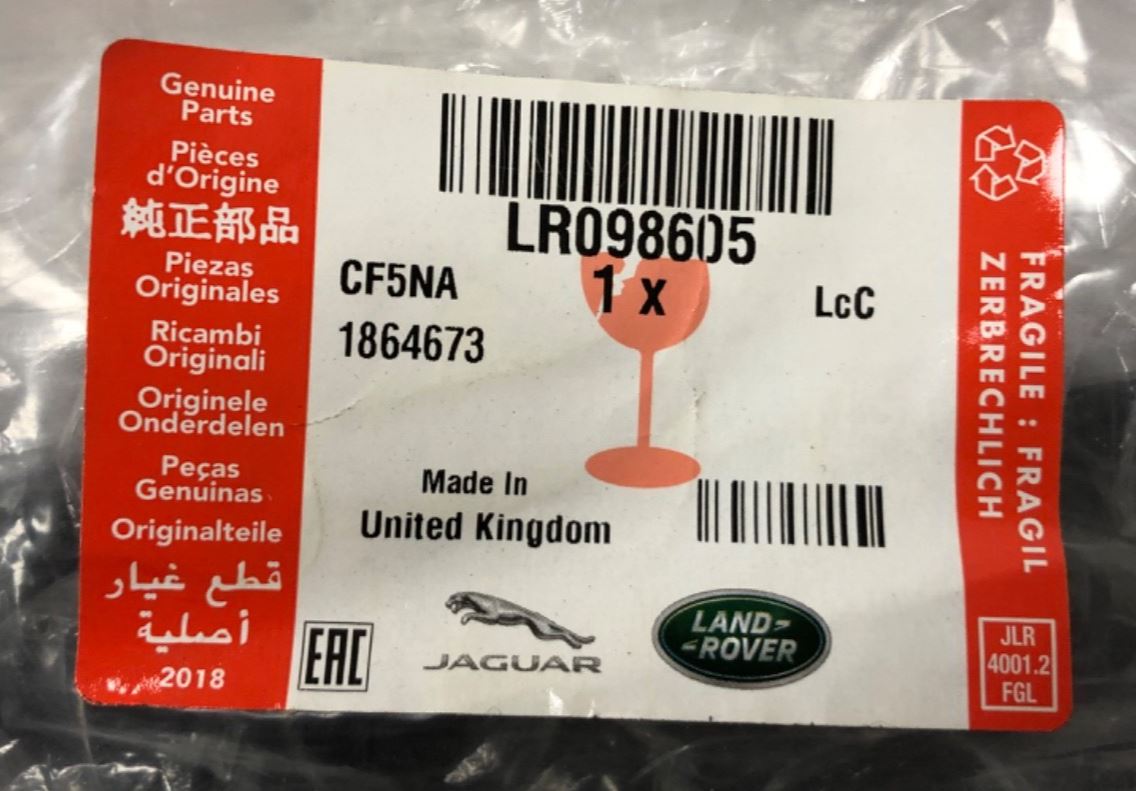 Genuine
Parts
Pièces
d'Origine
純正部品
Piezas
Originales
Ricambi
Originali
Originele
Onderdelen
Peças
Genuinas
Originalteile
قطع غيار
أصلية
2018
LR098605
CF5NA
1 x
LcC
1864673
Made In
United Kingdom
EAC
JAGUAR
LAND-
-ROVER
FRAGILE : FRAGIL
ZERBRECHLICH
JLR
4001.2
FGL